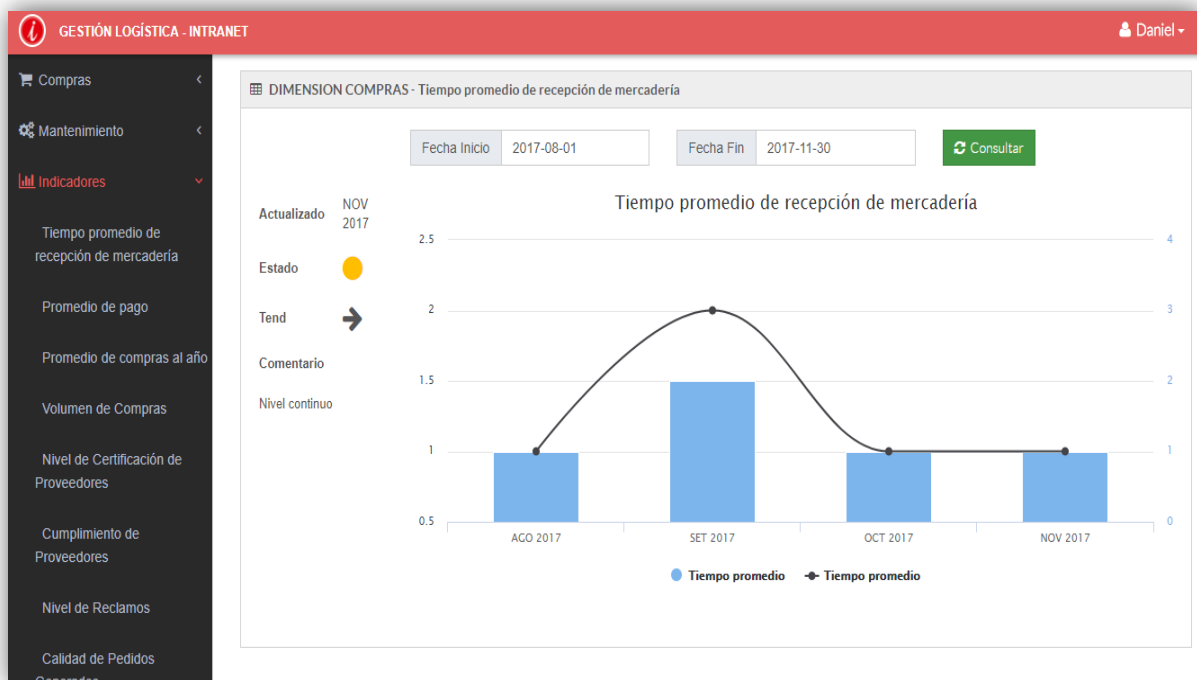 i
GESTIÓN LOGÍSTICA - INTRANET
Daniel
Compras
Mantenimiento
Indicadores
Tiempo promedio de
recepción de mercadería
Promedio de pago
Promedio de compras al año
Volumen de Compras
Nivel de Certificación de
Proveedores
Cumplimiento de
Proveedores
Nivel de Reclamos
Calidad de Pedidos
DIMENSION COMPRAS - Tiempo promedio de recepción de mercadería
Fecha Inicio 2017-08-01 Fecha Fin 2017-11-30 Consultar
Actualizado NOV
2017
Estado
Tend
Comentario
Nivel continuo
Tiempo promedio de recepción de mercadería
2.5 4
2 3
1.5 2
1 1
0.5 0
AGO 2017 SET 2017 OCT 2017 NOV 2017
Tiempo promedio Tiempo promedio